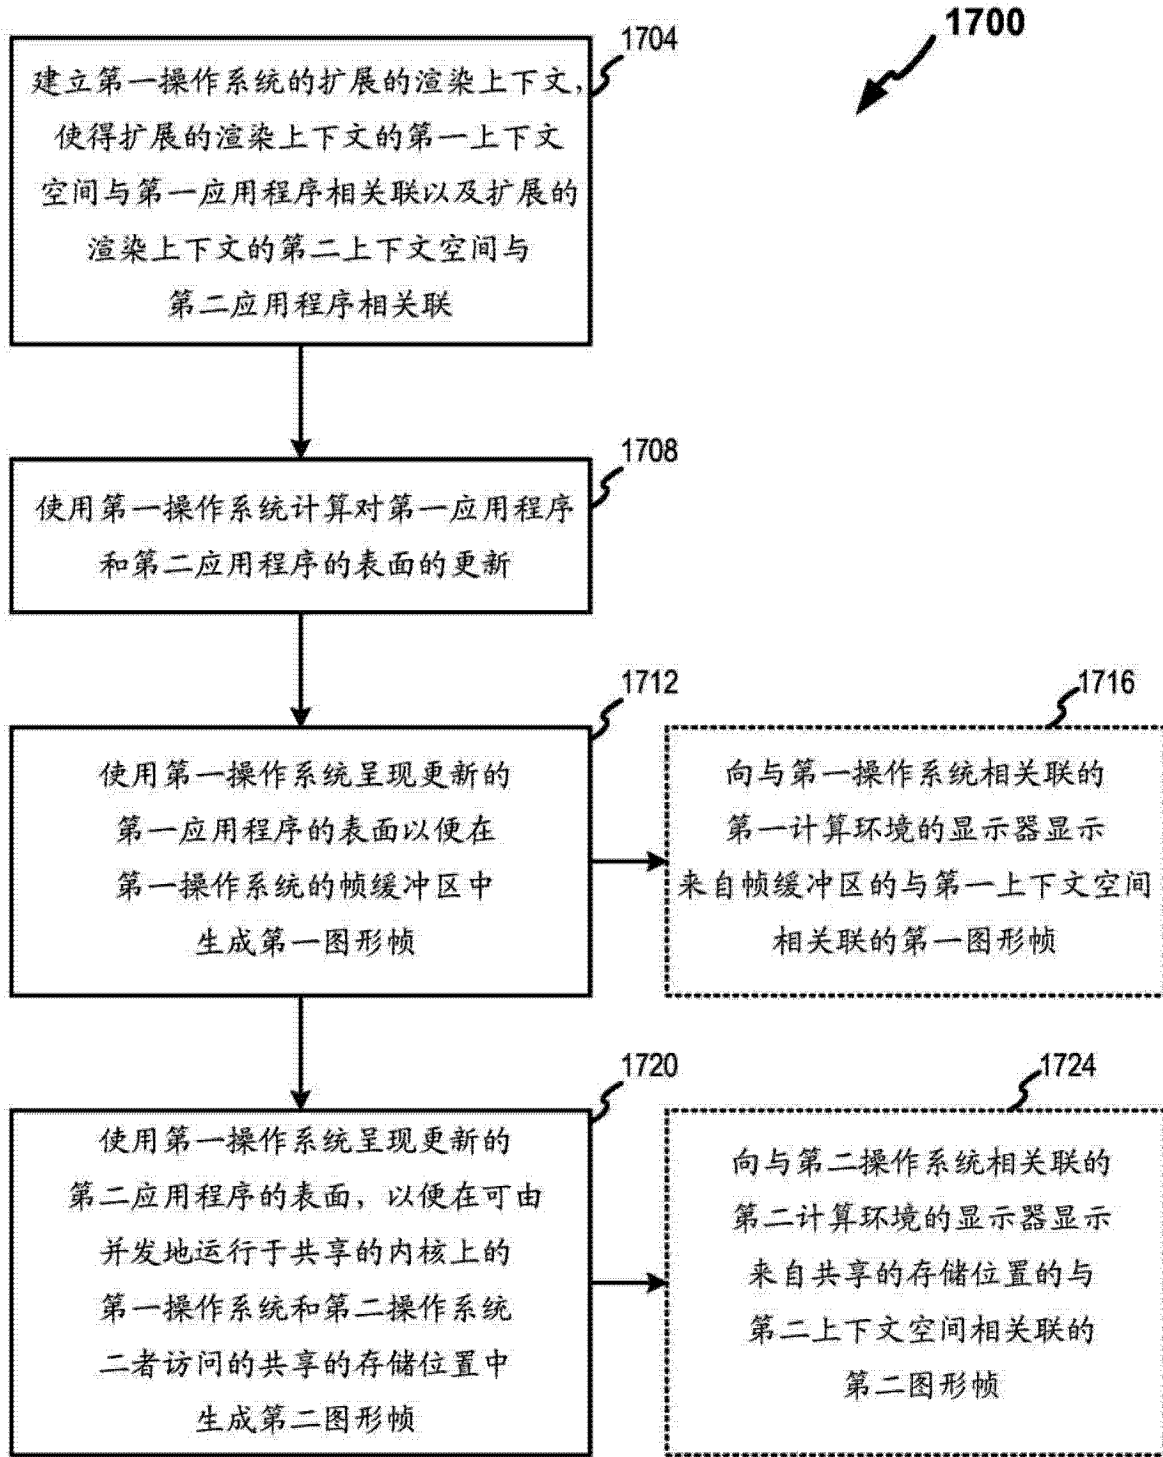 1700
1704
建立第一操作系统的扩展的渲染上下文,
使得扩展的渲染上下文的第一上下文
空间与第一应用程序相关联以及扩展的
渲染上下文的第二上下文空间与
第二应用程序相关联
1708
使用第一操作系统计算对第一应用程序
和第二应用程序的表面的更新
1712
使用第一操作系统呈现更新的
第一应用程序的表面以便在
第一操作系统的帧缓冲区中
生成第一图形帧
1716
向与第一操作系统相关联的
第一计算环境的显示器显示
来自帧缓冲区的与第一上下文空间
相关联的第一图形帧
1720
使用第一操作系统呈现更新的
第二应用程序的表面，以便在可由
并发地运行于共享的内核上的
第一操作系统和第二操作系统
二者访问的共享的存储位置中
生成第二图形帧
1724
向与第二操作系统相关联的
第二计算环境的显示器显示
来自共享的存储位置的与
第二上下文空间相关联的
第二图形帧